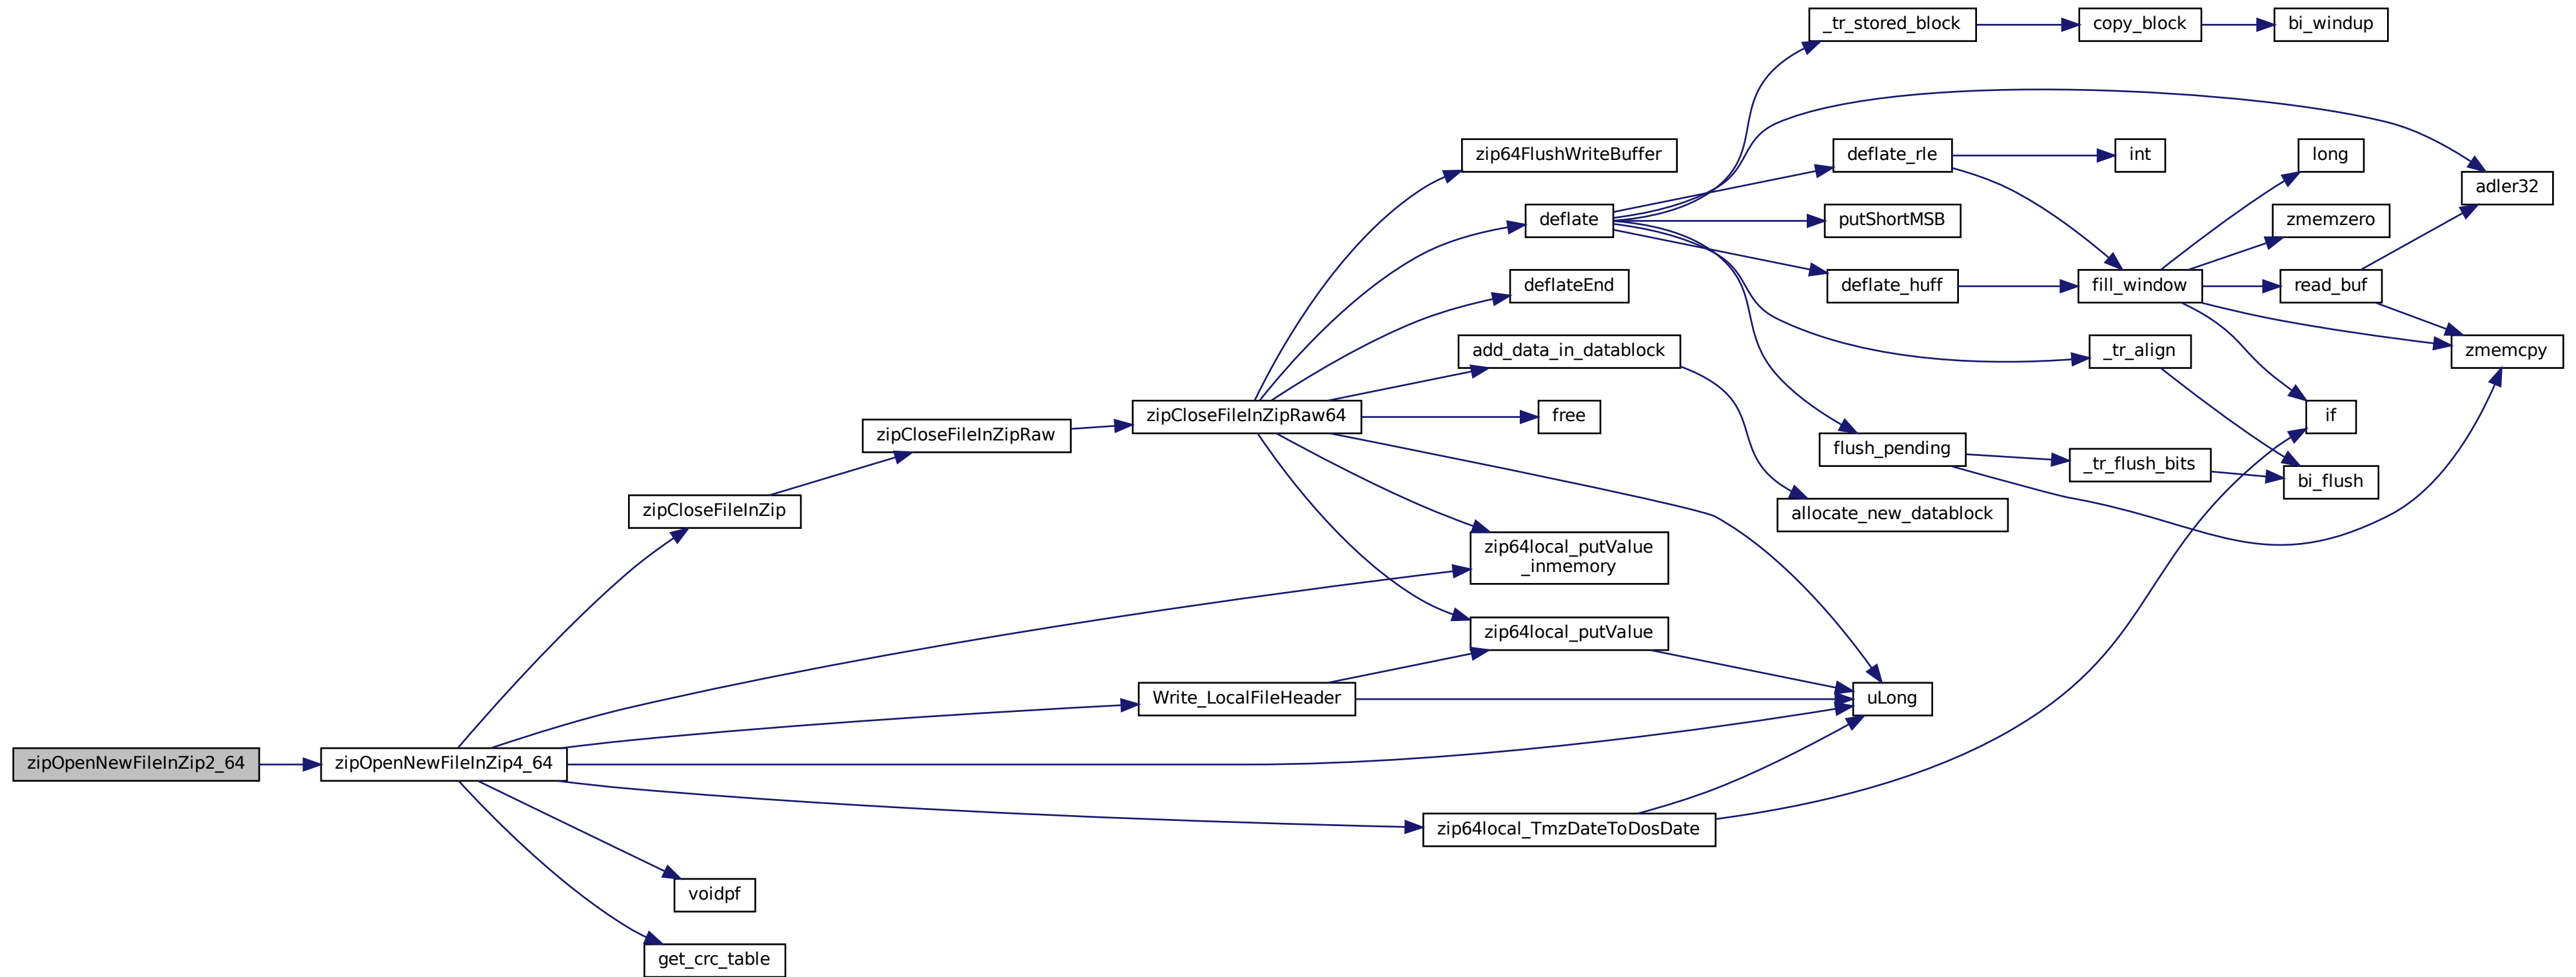 _tr_stored_block
copy_block
bi_windup
zip64FlushWriteBuffer
deflate_rle
int
long
adler32
deflate
putShortMSB
zmemzero
deflateEnd
deflate_huff
fill_window
read_buf
add_data_in_datablock
_tr_align
zmemcpy
zipCloseFileInZipRaw64
free
if
zipCloseFileInZipRaw
flush_pending
_tr_flush_bits
bi_flush
zipCloseFileInZip
allocate_new_datablock
zip64local_putValue
_inmemory
zip64local_putValue
Write_LocalFileHeader
uLong
zipOpenNewFileInZip2_64
zipOpenNewFileInZip4_64
zip64local_TmzDateToDosDate
voidpf
get_crc_table